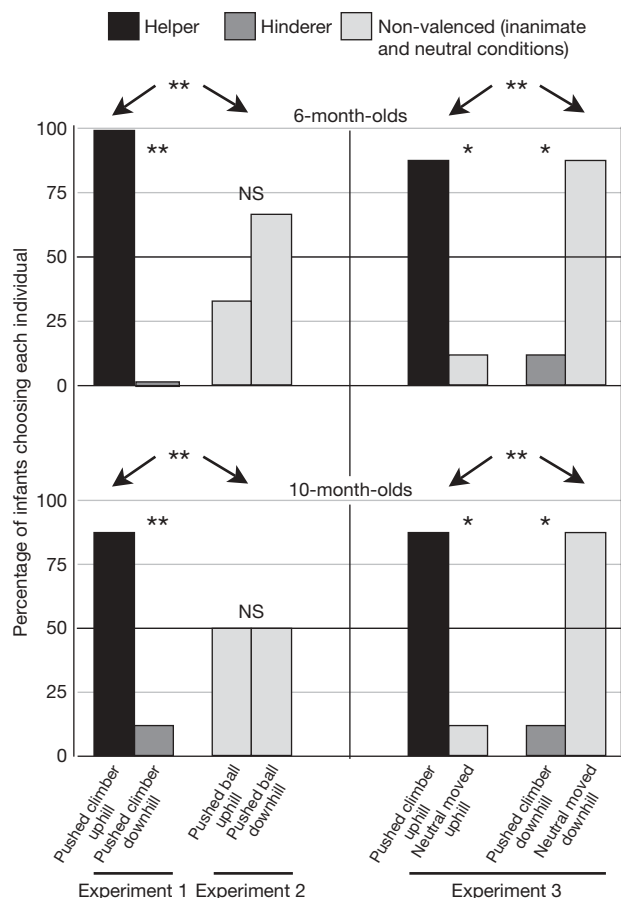 Helper
Hinderer
Non-valenced (inanimate
and neutral conditions)
**
**
6-month-olds
Percentage of infants choosing each individual
100
75
50
25
0
**
NS
*
*
**
**
10-month-olds
100
75
50
25
0
**
NS
*
*
Pushed climber
uphill
Pushed climber
downhill
Pushed ball
uphill
Pushed ball
downhill
Pushed climber
uphill
Neutral moved
uphill
Pushed climber
downhill
Neutral moved
downhill
Experiment 1
Experiment 2
Experiment 3